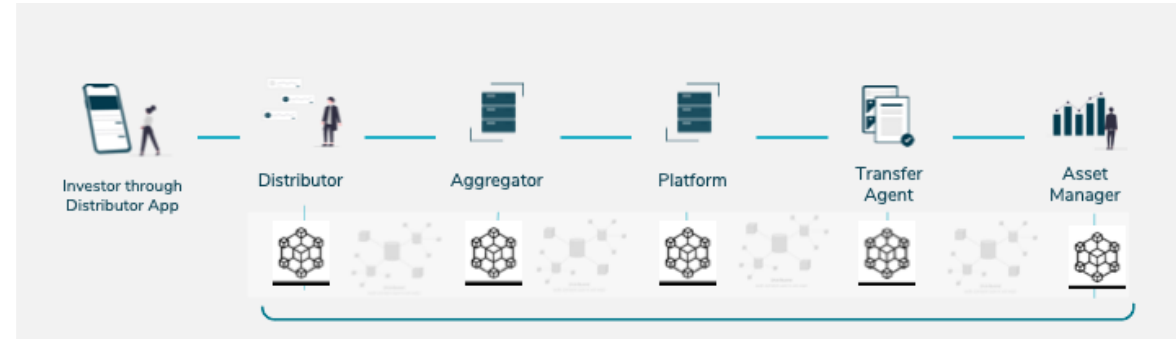 Investor through
Distributor App
Distributor
Aggregator
Platform
Transfer
Agent
Asset
Manager